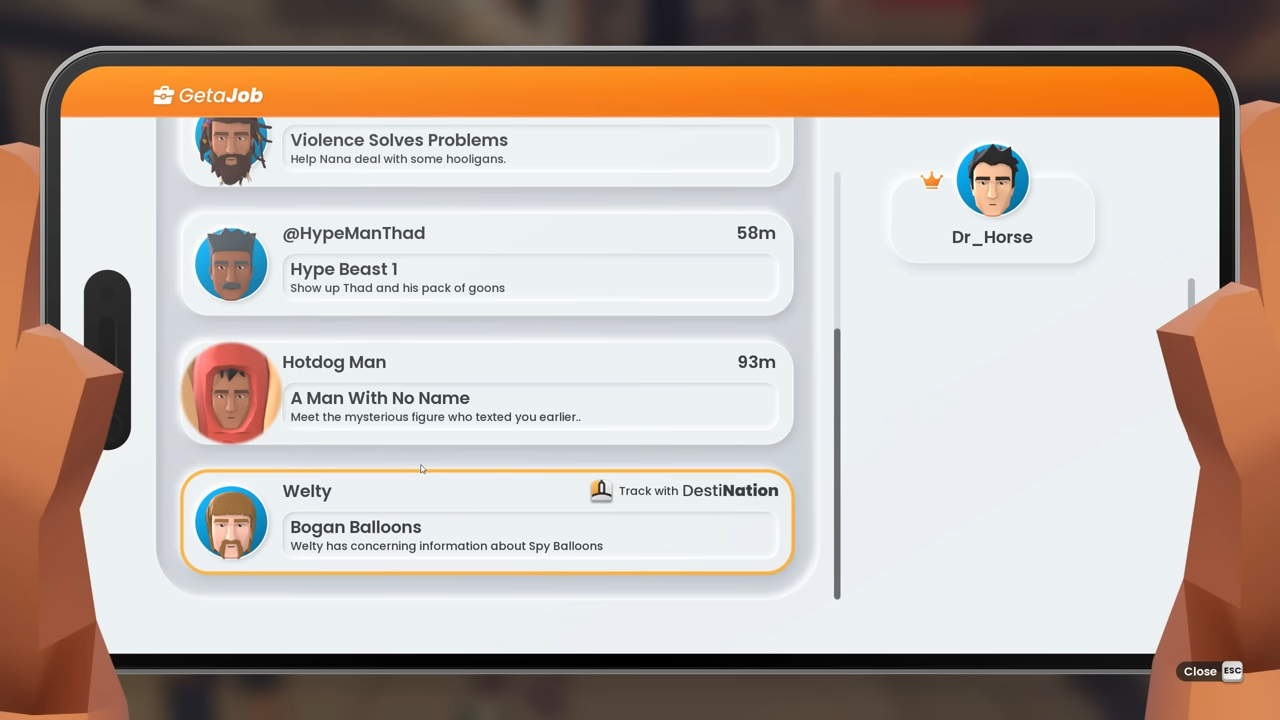 GetaJob
Violence Solves Problems
Help Nana deal with some hooligans.
@HypeManThad 58m
Hype Beast 1
Show up Thad and his pack of goons
Hotdog Man 93m
A Man With No Name
Meet the mysterious figure who texted you earlier..
Welty Track with DestiNation
Bogan Balloons
Welty has concerning information about Spy Balloons
Dr_Horse
Close ESC